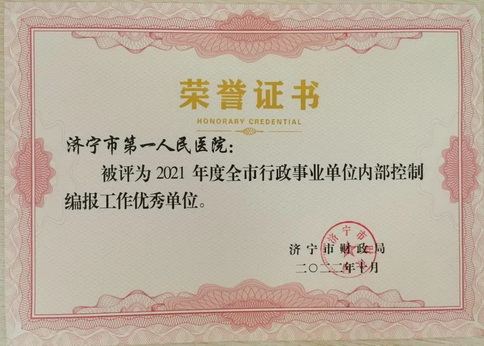 荣誉证书
HONORARY CREDENTIAL
济宁市第一人民医院：
被评为2021年度全市行政事业单位内部控制
编报工作优秀单位。
济宁市财政局
二〇二二年十月